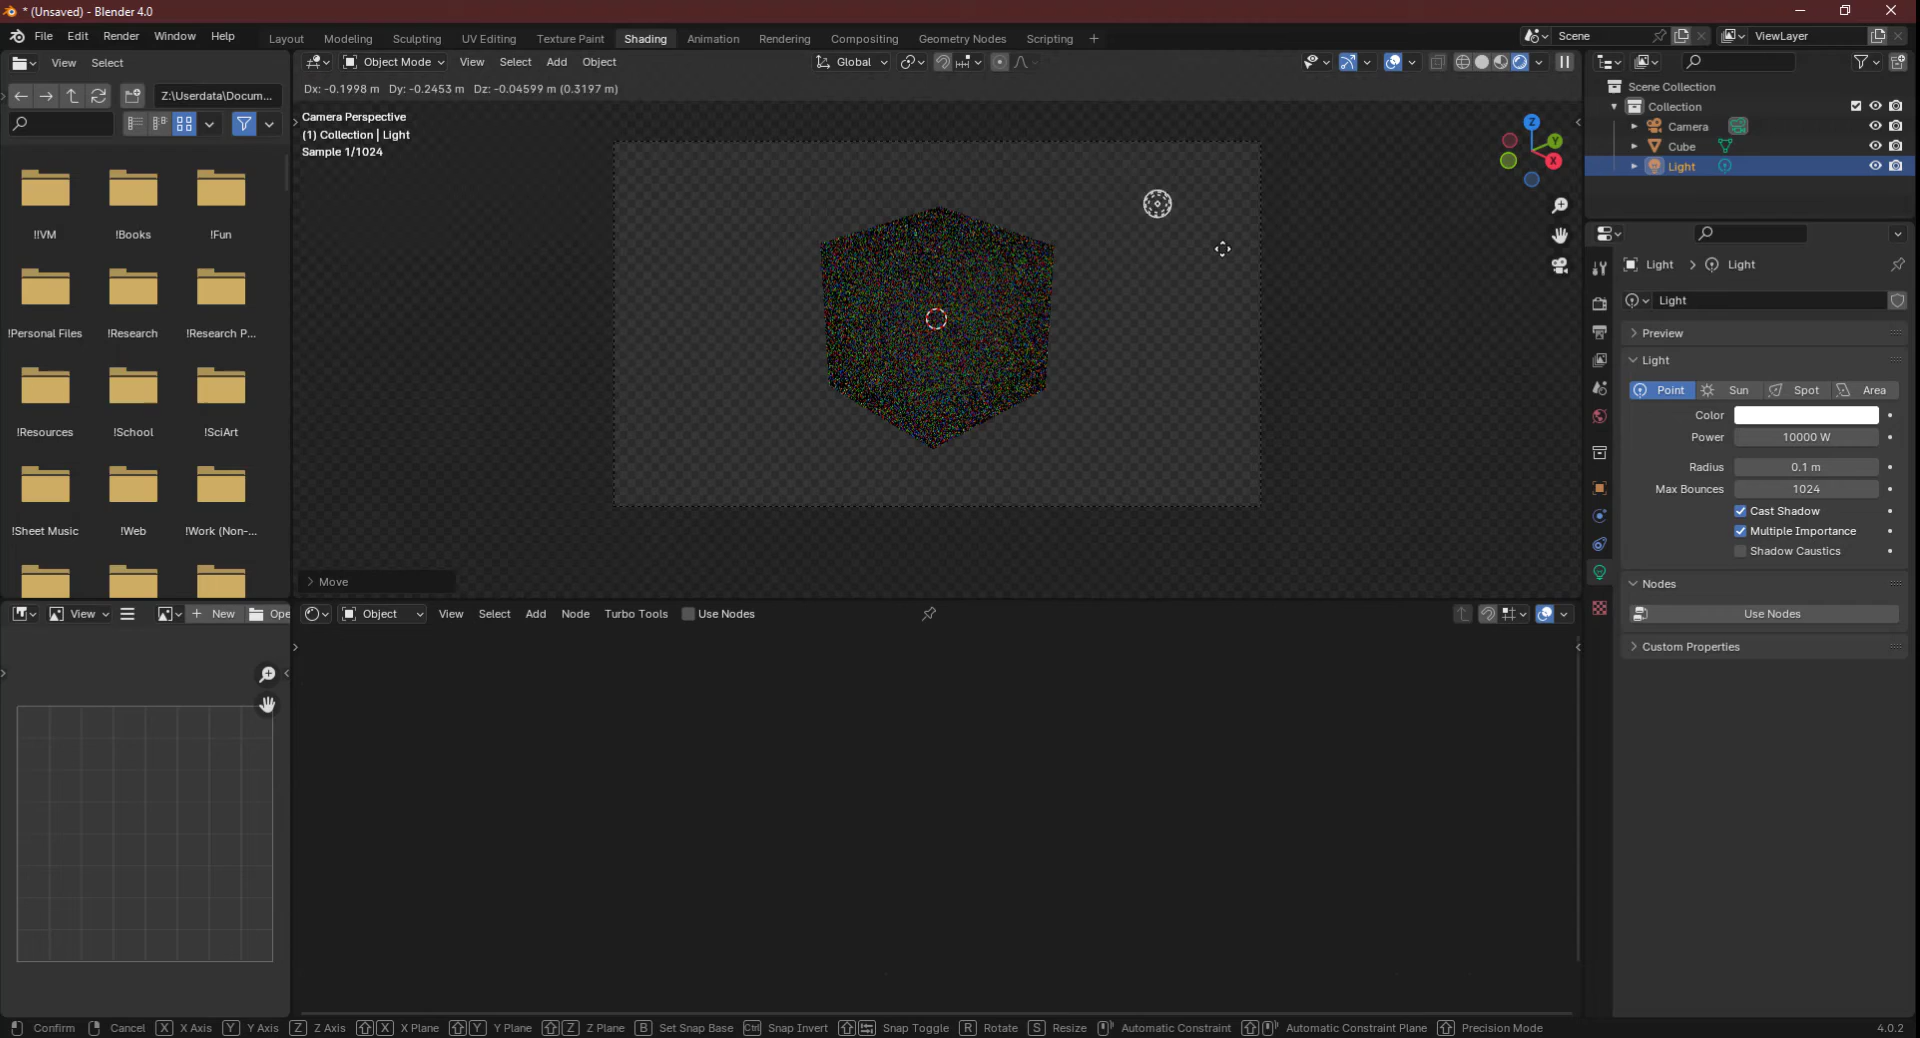 * (Unsaved) - Blender 4.0
File Edit Render Window Help
Layout Modeling Sculpting UV Editing Texture Paint Shading Animation Rendering Compositing Geometry Nodes Scripting +
Scene
ViewLayer
View Select
Object Mode View Select Add Object
Global
Z:\Userdata\Docum...
Dx: -0.1998 m Dy: -0.2453 m Dz: -0.04599 m (0.3197 m)
Camera Perspective
(1) Collection | Light
Sample 1/1024
Z
Y
X
Scene Collection
Collection
Camera
Cube
Light
!!VM
!Books
!Fun
!Personal Files
!Research
!Research P...
!Resources
!School
!SciArt
!Sheet Music
!Web
!Work (Non-...
Light > Light
Light
Preview
Light
Point Sun Spot Area
Color
Power 10000 W
Radius 0.1 m
Max Bounces 1024
Cast Shadow
Multiple Importance
Shadow Caustics
Nodes
Use Nodes
Custom Properties
> Move
View + New Ope
Object View Select Add Node Turbo Tools Use Nodes
Confirm Cancel X X Axis Y Y Axis Z Z Axis X X Plane Y Y Plane Z Z Plane B Set Snap Base Ctrl Snap Invert Snap Toggle R Rotate S Resize Automatic Constraint Automatic Constraint Plane Precision Mode
4.0.2